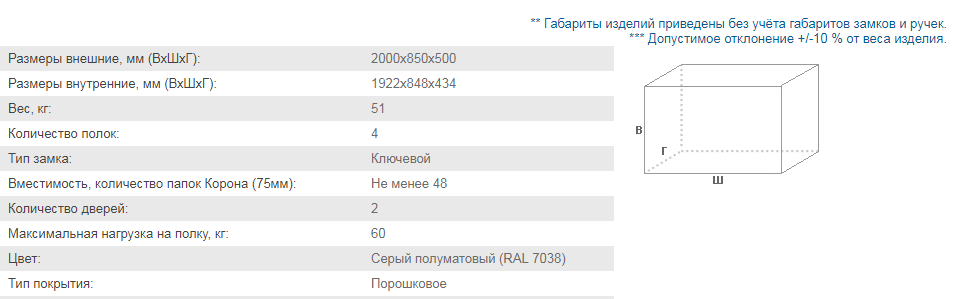 ** Габариты изделий приведены без учёта габаритов замков и ручек.
*** Допустимое отклонение +/-10 % от веса изделия.
Размеры внешние, мм (ВхШхГ): 2000x850x500
Размеры внутренние, мм (ВхШхГ): 1922x848x434
Вес, кг: 51
Количество полок: 4
Тип замка: Ключевой
Вместимость, количество папок Корона (75мм): Не менее 48
Количество дверей: 2
Максимальная нагрузка на полку, кг: 60
Цвет: Серый полуматовый (RAL 7038)
Тип покрытия: Порошковое
В
Г
Ш